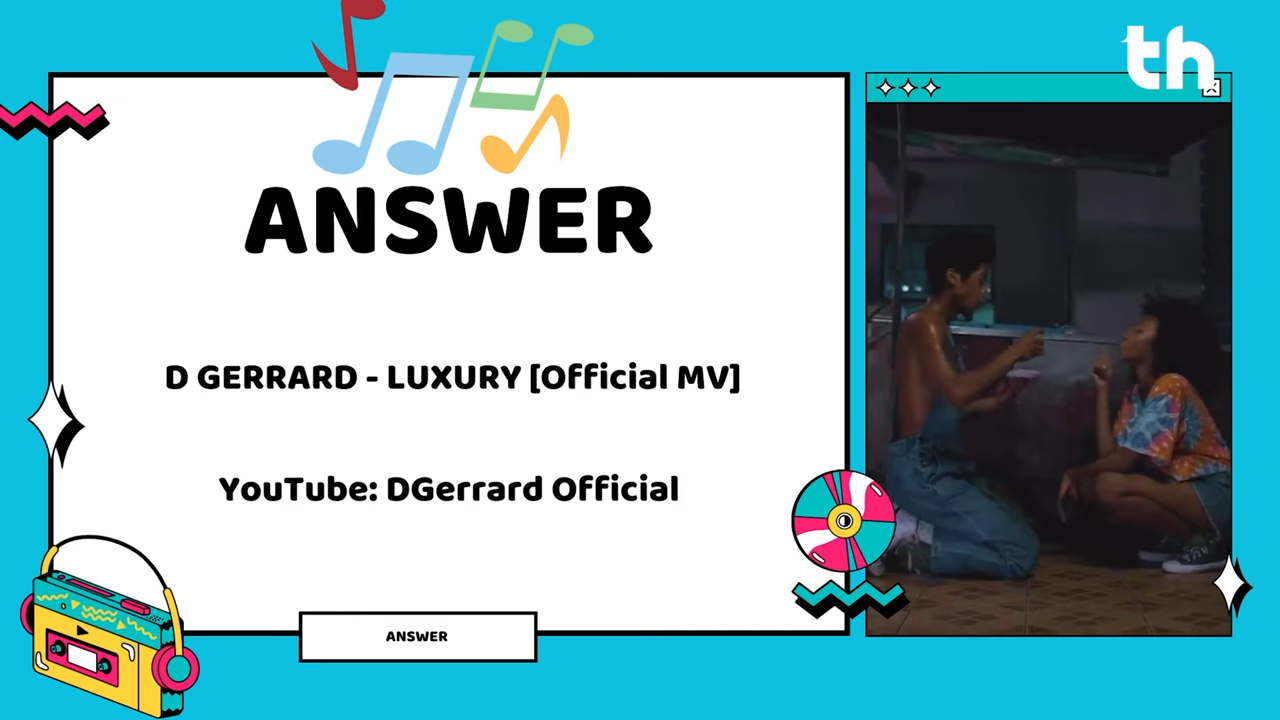 th
ANSWER
D GERRARD - LUXURY [Official MV]
YouTube: DGerrard Official
ANSWER